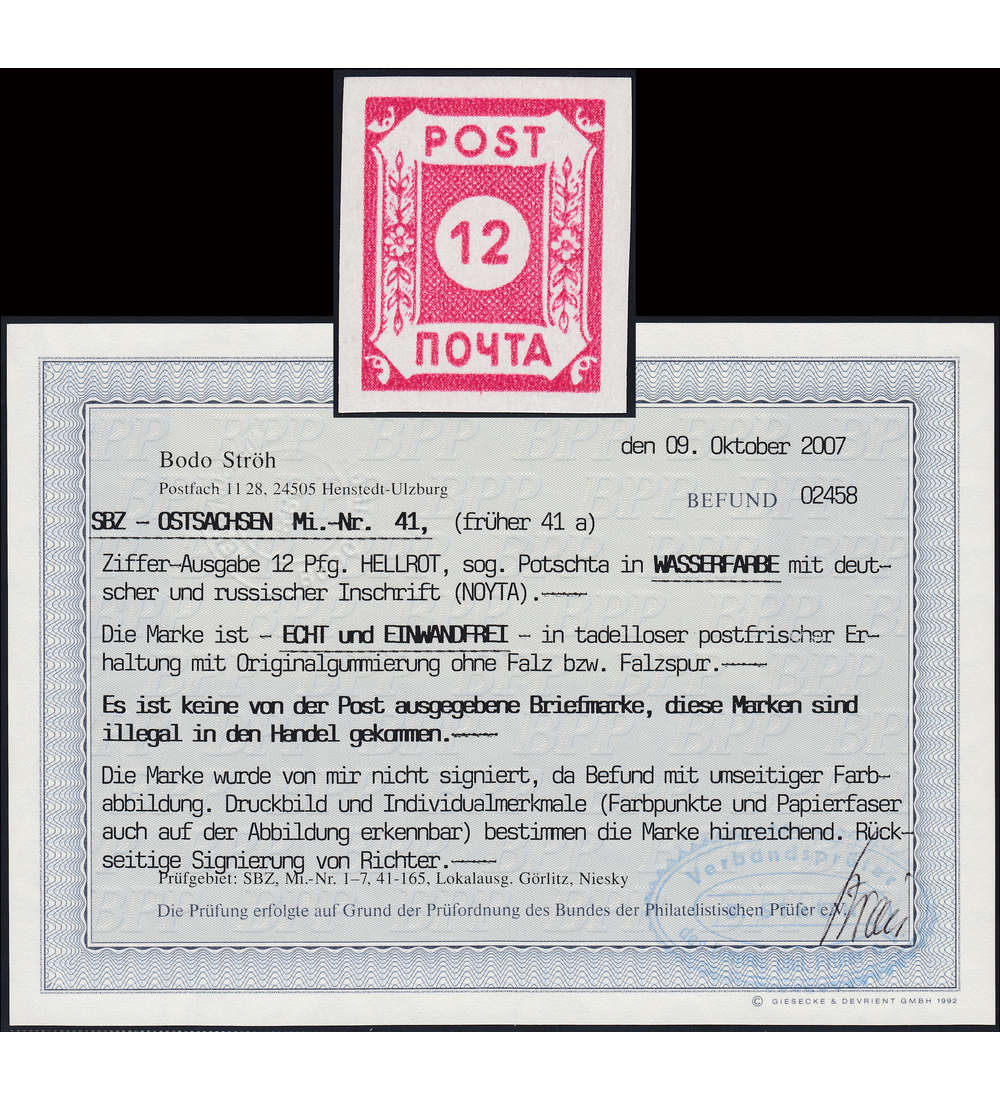 POST
12
ПОЧТА
den 09. Oktober 2007
Bodo Ströh
Postfach 11 28, 24505 Henstedt-Ulzburg
BEFUND 02458
SBZ - OSTSACHSEN Mi.-Nr. 41, (früher 41 a)
Ziffer-Ausgabe 12 Pfg. HELLROT, sog. Potschta in WASSERFARBE mit deut-
scher und russischer Inschrift (NOYTA).
Die Marke ist - ECHT und EINWANDFREI - in tadelloser postfrischer Er-
haltung mit Originalgummierung ohne Falz bzw. Falzspur.
Es ist keine von der Post ausgegebene Briefmarke, diese Marken sind
illegal in den Handel gekommen.
Die Marke wurde von mir nicht signiert, da Befund mit umseitiger Farb-
abbildung. Druckbild und Individualmerkmale (Farbpunkte und Papierfaser
auch auf der Abbildung erkennbar) bestimmen die Marke hinreichend. Rück-
seitige Signierung von Richter.
Prüfgebiet: SBZ, Mi.-Nr. 1-7, 41-165, Lokalausg. Görlitz, Niesky
Die Prüfung erfolgte auf Grund der Prüfordnung des Bundes der Philatelistischen Prüfer e.V.
Verbandsprüfer
© GIESECKE & DEVRIENT GMBH 1992